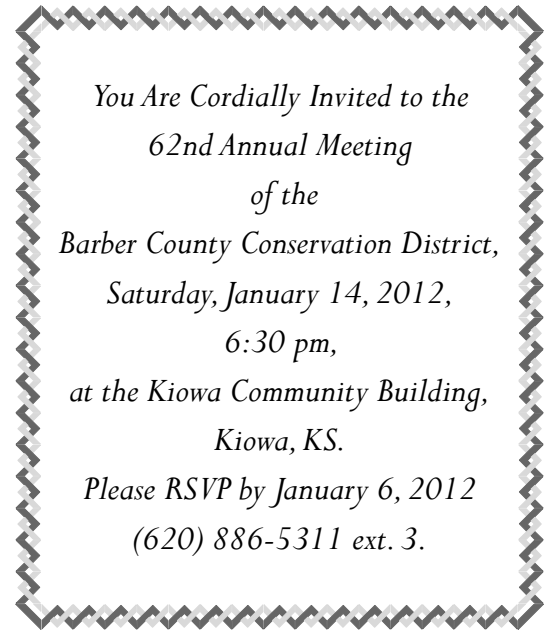 You Are Cordially Invited to the
62nd Annual Meeting
of the
Barber County Conservation District,
Saturday, January 14, 2012,
6:30 pm,
at the Kiowa Community Building,
Kiowa, KS.
Please RSVP by January 6, 2012
(620) 886-5311 ext. 3.